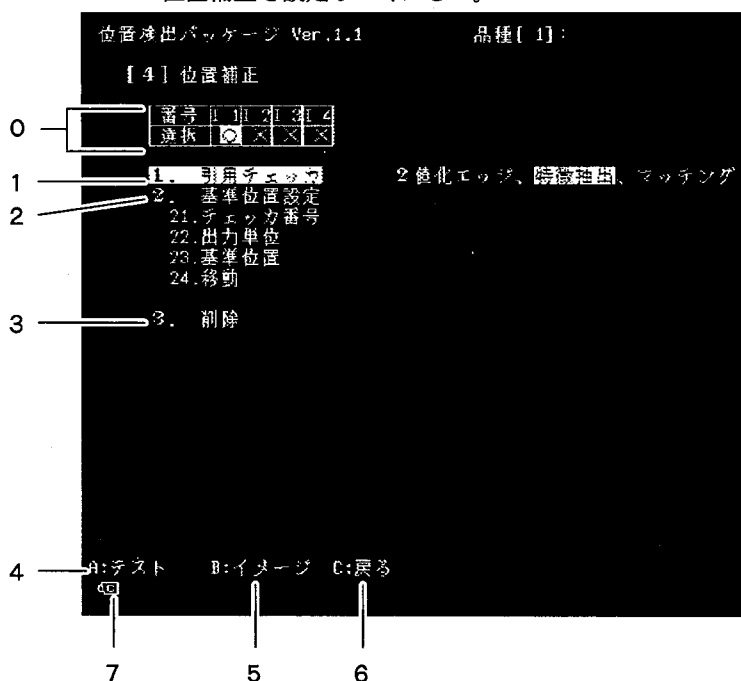 位置検出パッケージ Ver.1.1 品種[ 1]:
[4]位置補正
番号 I 1 I 2 I 3 I 4
0
選択 ○ × × ×
1 1. 引用チェッカ 2値化エッジ、特徴抽出、マッチング
2 2. 基準位置設定
21.チェッカ番号
22.出力単位
23.基準位置
24.移動
3 3. 削除
4 A:テスト B:イメージ C:戻る
C
7 5 6